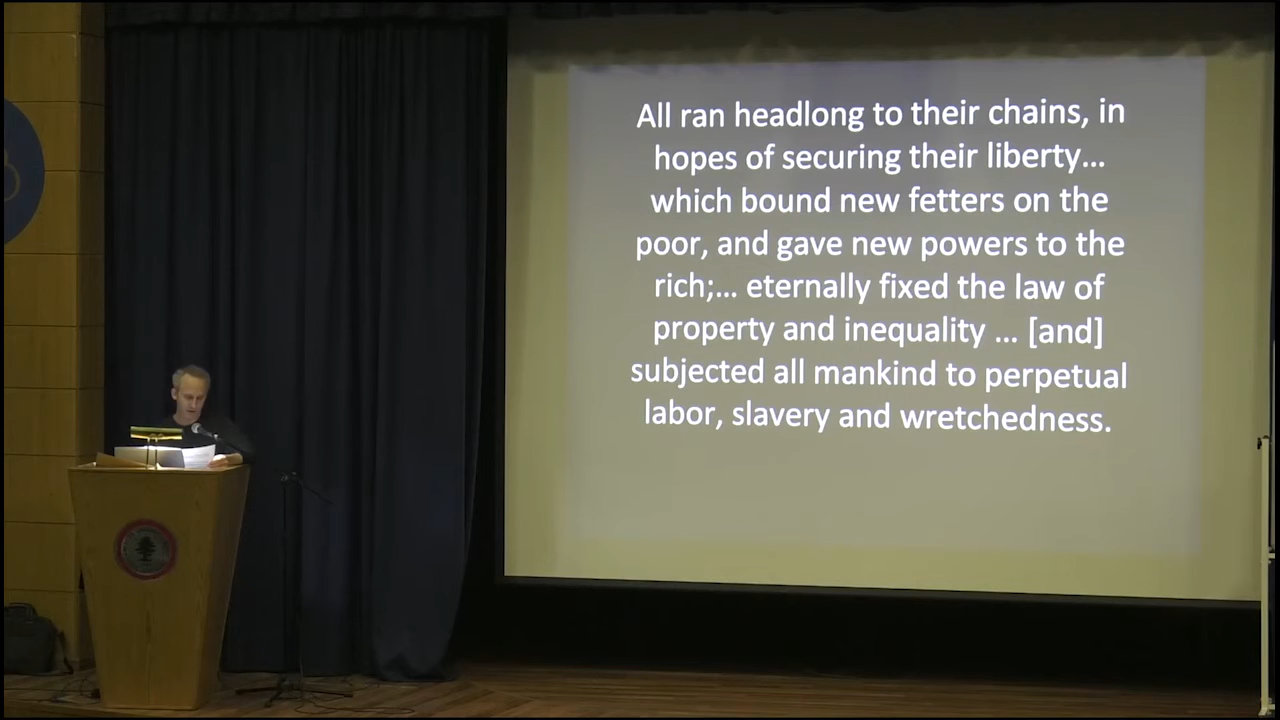 All ran headlong to their chains, in
hopes of securing their liberty...
which bound new fetters on the
poor, and gave new powers to the
rich;... eternally fixed the law of
property and inequality ... [and]
subjected all mankind to perpetual
labor, slavery and wretchedness.